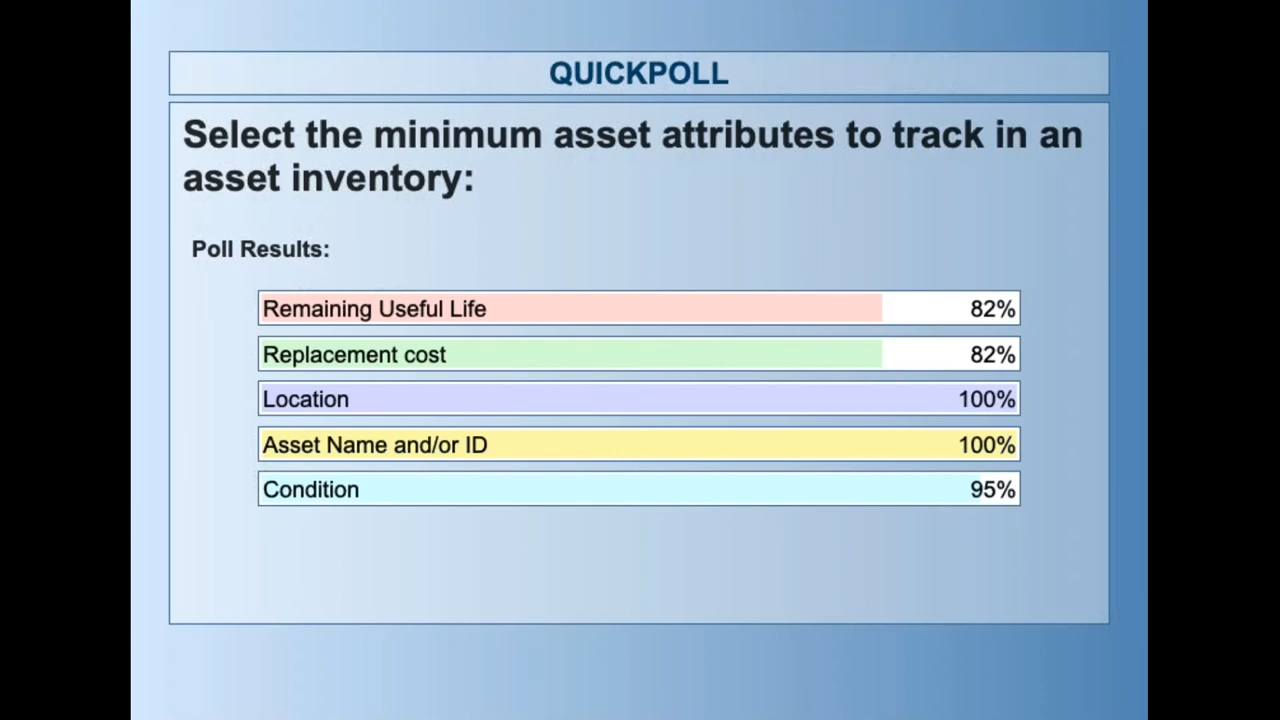 QUICKPOLL
Select the minimum asset attributes to track in an
asset inventory:
Poll Results:
Remaining Useful Life 82%
Replacement cost 82%
Location 100%
Asset Name and/or ID 100%
Condition 95%